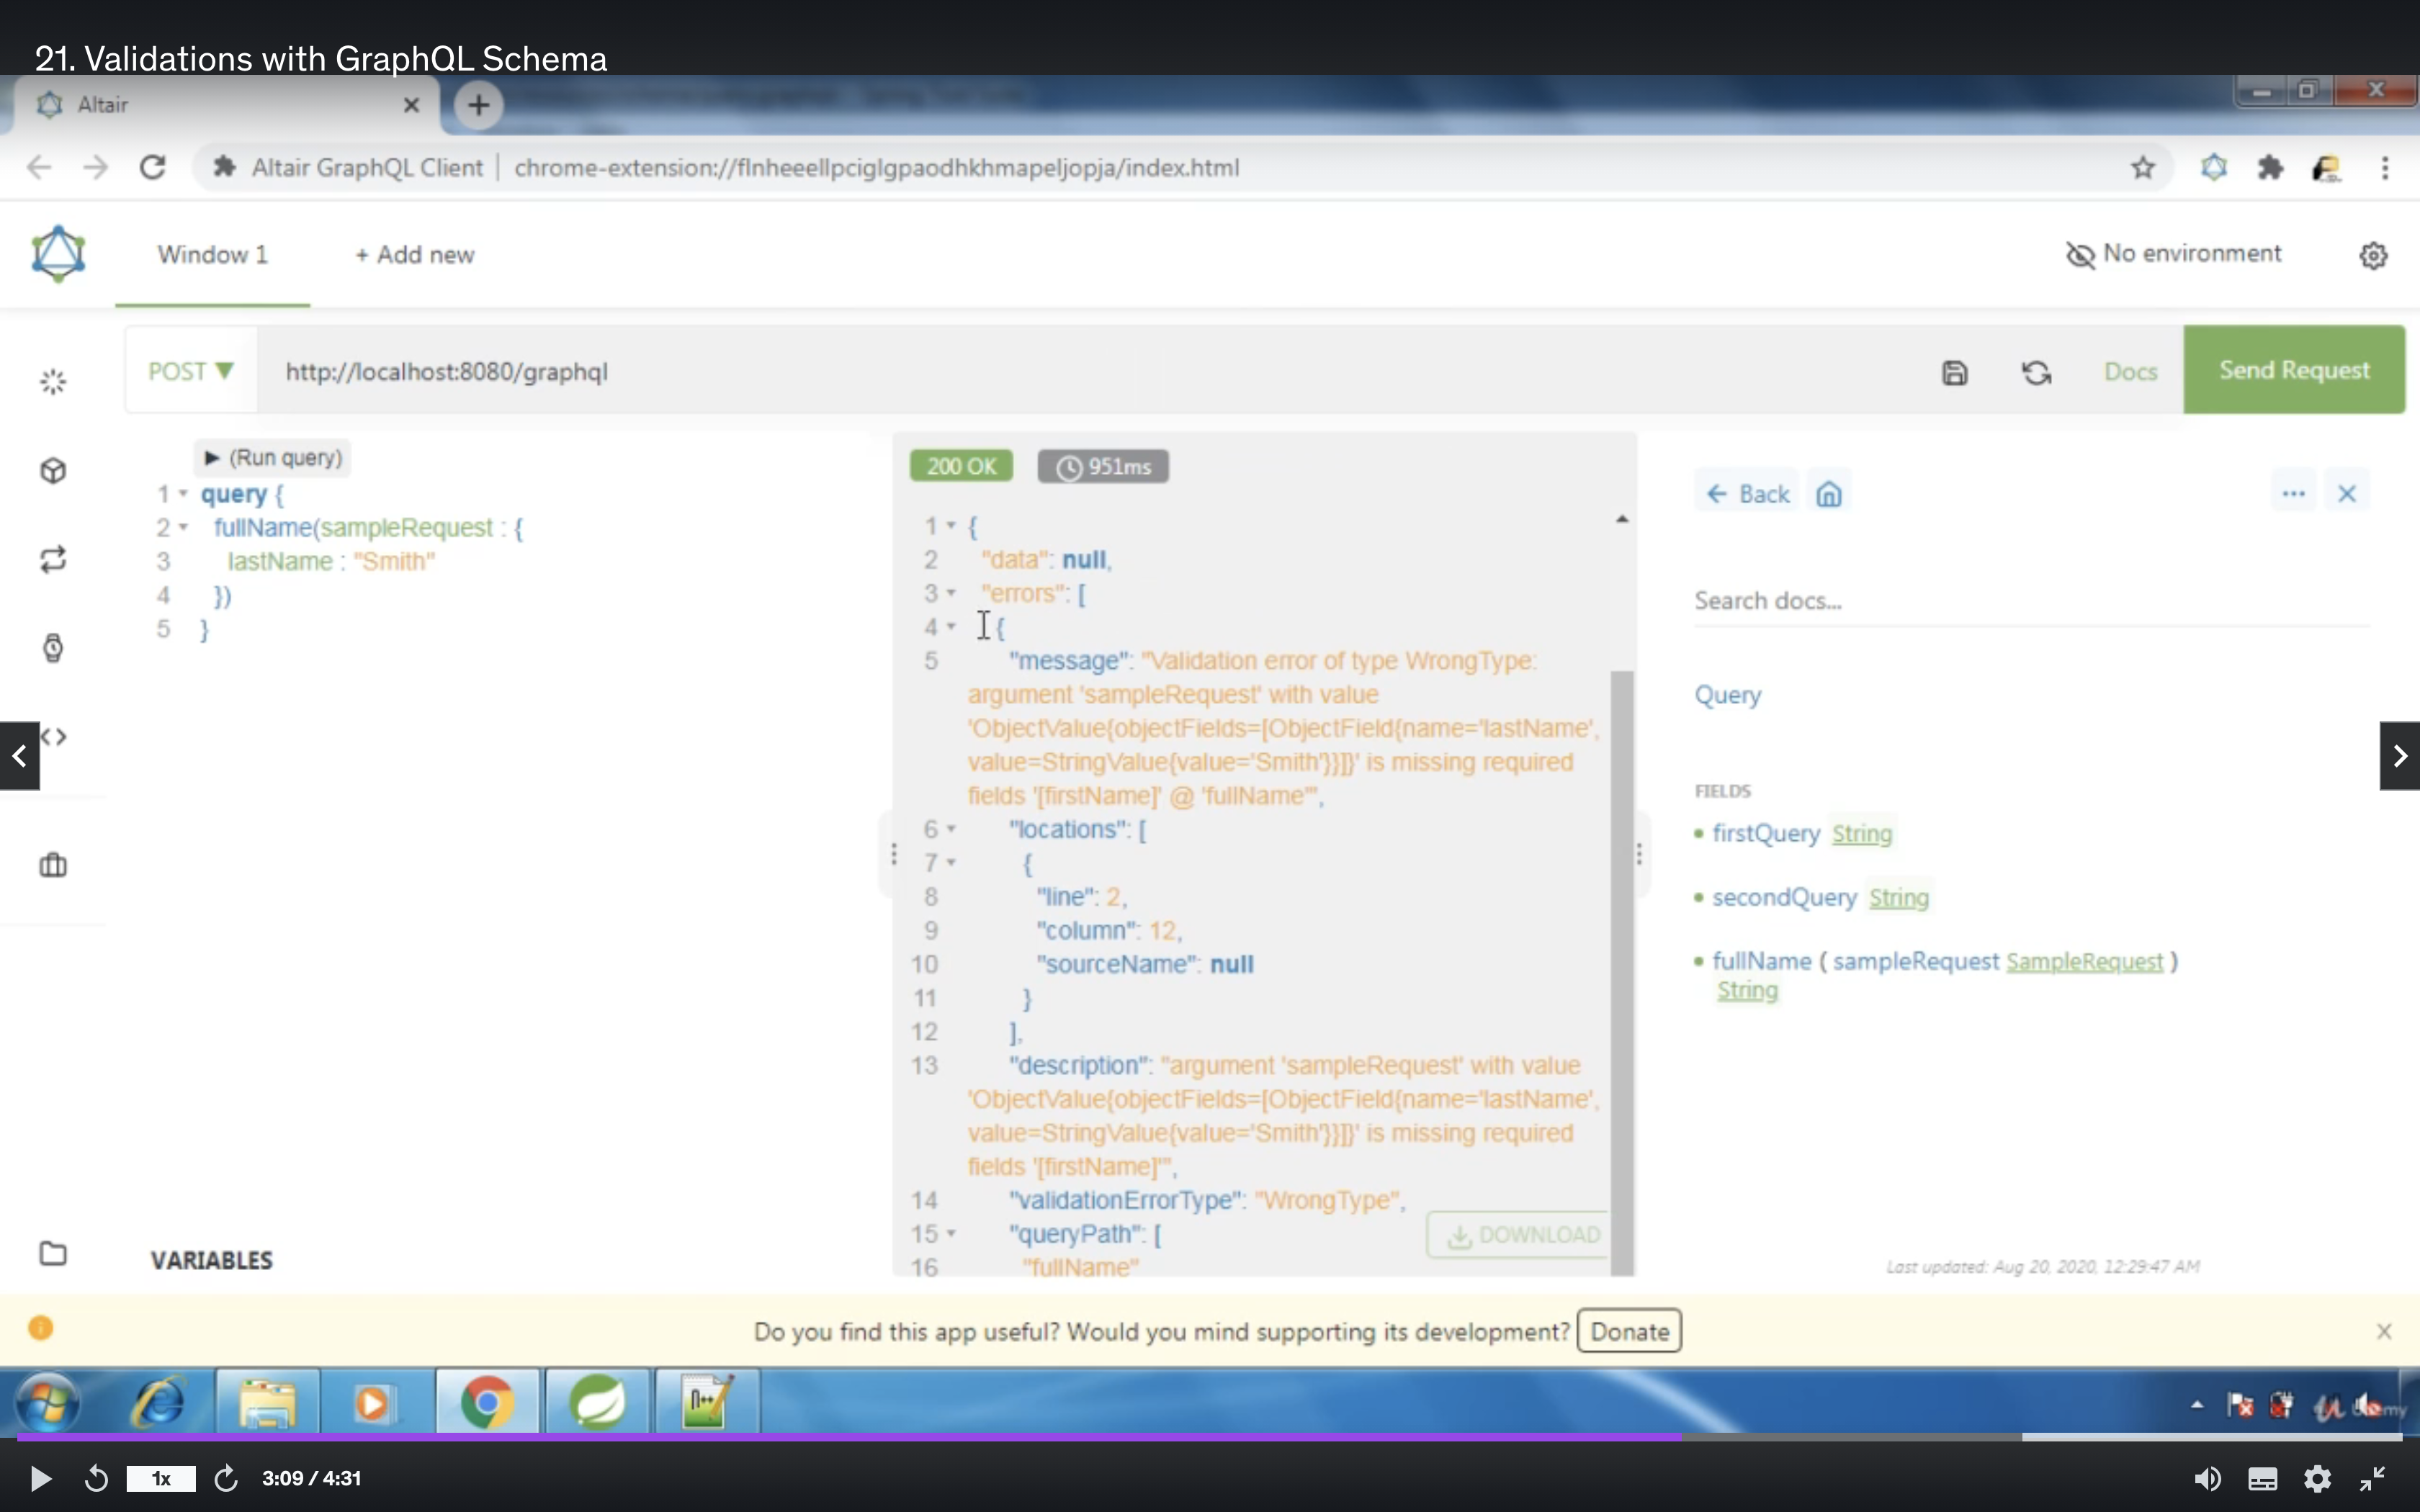 21. Validations with GraphQL Schema
Altair
Altair GraphQL Client | chrome-extension://flnheeellpciglgpaodhkhmapeljopja/index.html
Window 1 + Add new No environment
POST ▼ http://localhost:8080/graphql Docs Send Request
▶ (Run query)
1 query {
2 fullName(sampleRequest : {
3 lastName : "Smith"
4 })
5 }
VARIABLES
200 OK 951ms
1 {
2 "data": null,
3 "errors": [
4 {
5 "message": "Validation error of type WrongType:
argument 'sampleRequest' with value
'ObjectValue{objectFields=[ObjectField{name='lastName',
value=StringValue{value='Smith'}}]}' is missing required
fields '[firstName]' @ 'fullName'",
6 "locations": [
7 {
8 "line": 2,
9 "column": 12,
10 "sourceName": null
11 }
12 ],
13 "description": "argument 'sampleRequest' with value
'ObjectValue{objectFields=[ObjectField{name='lastName',
value=StringValue{value='Smith'}}]}' is missing required
fields '[firstName]'",
14 "validationErrorType": "WrongType",
15 "queryPath": [
16 "fullName"
DOWNLOAD
← Back
Search docs...
Query
FIELDS
• firstQuery String
• secondQuery String
• fullName ( sampleRequest SampleRequest )
String
Last updated: Aug 20, 2020, 12:29:47 AM
Do you find this app useful? Would you mind supporting its development? Donate
1x 3:09 / 4:31